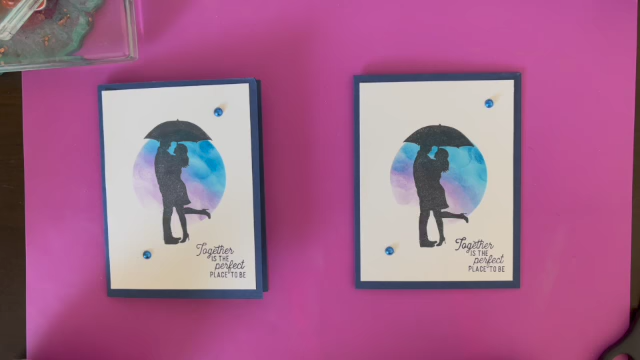 Together
IS THE
perfect
PLACE TO BE
Together
IS THE
perfect
PLACE TO BE